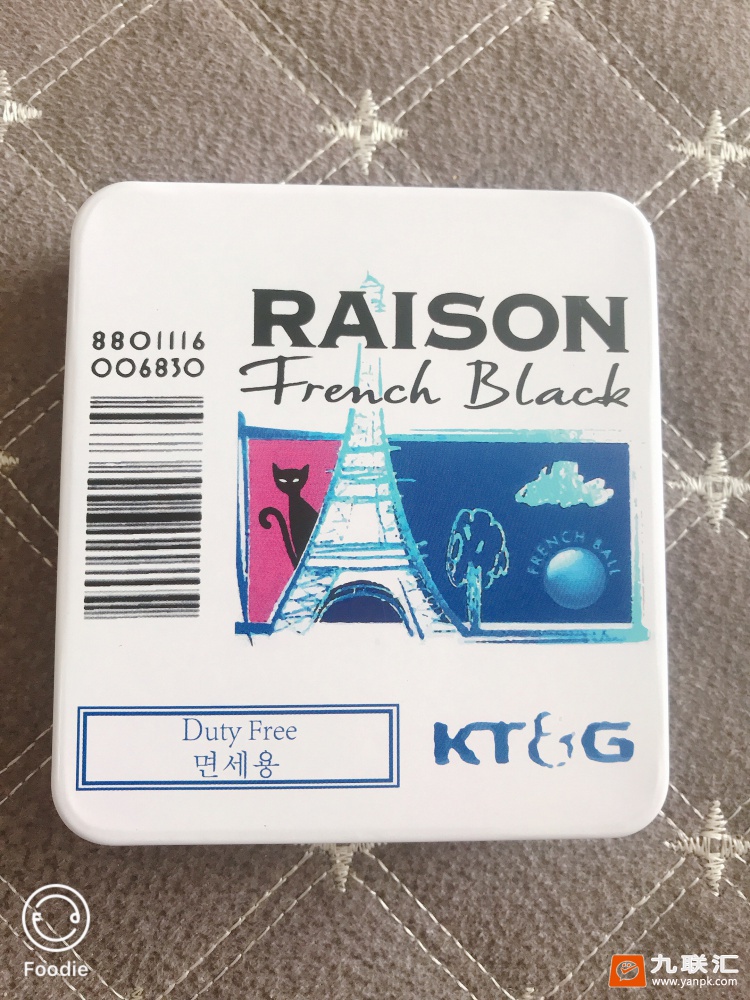 RAISON
French Black
8801116
006830
FRENCH BALL
Duty Free
면세용
KT&G
Foodie
九联汇
www.yanpk.com